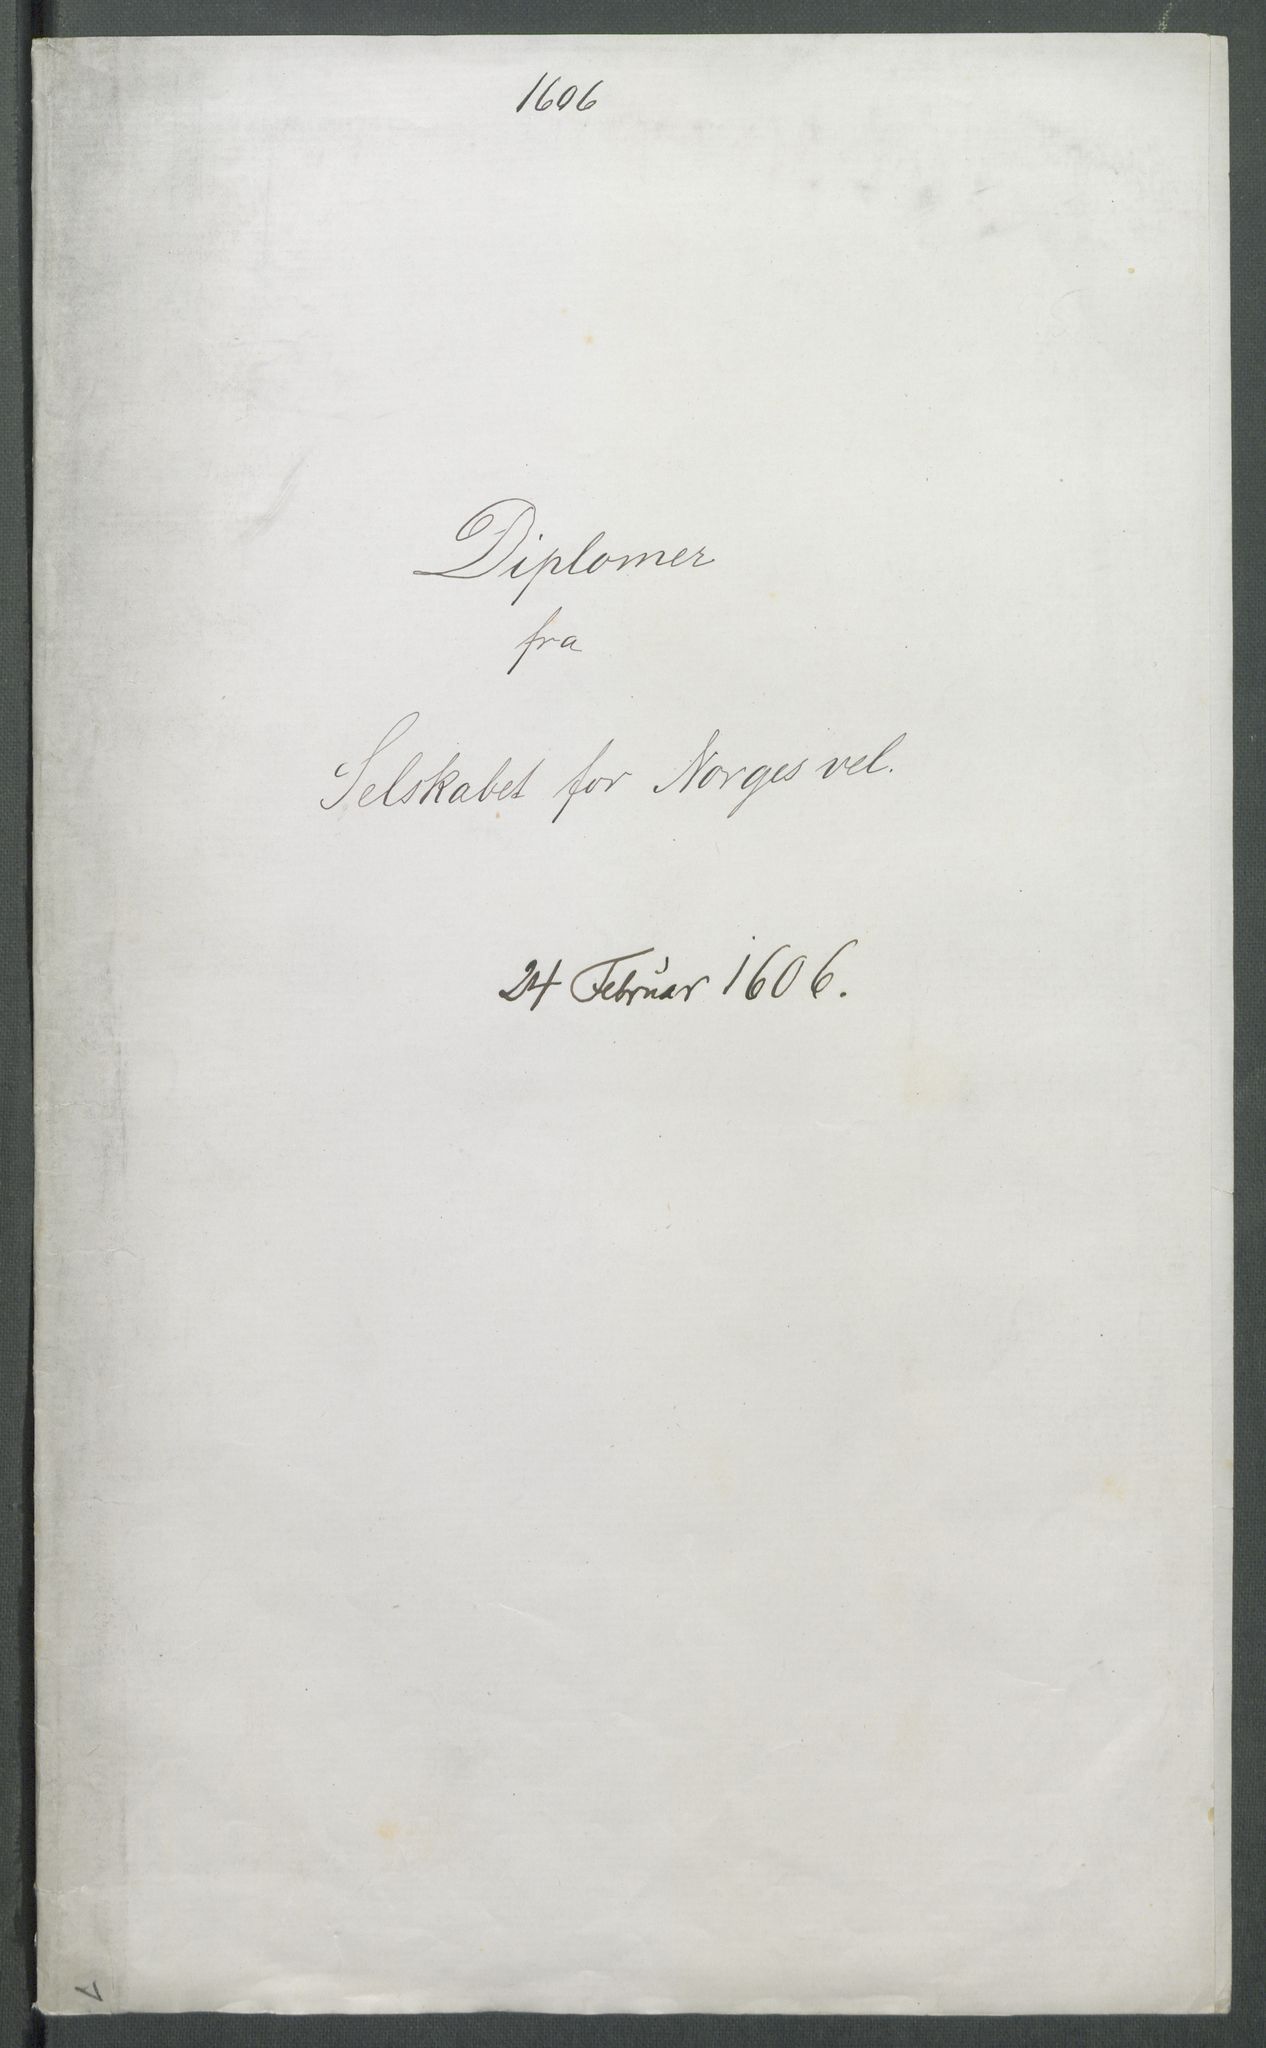 1606
Diplomer
fra
Selskabet for Norges vel.
24 Februar 1606.